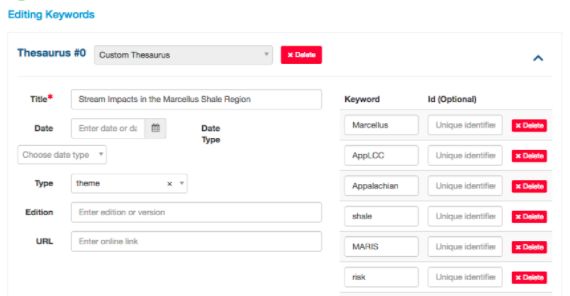 Editing Keywords
Thesaurus #0 Custom Thesaurus × Delete
Title* Stream Impacts in the Marcellus Shale Region
Date Enter date or da Date Type
Choose date type
Type theme ×
Edition Enter edition or version
URL Enter online link
Keyword Id (Optional)
Marcellus Unique identifier × Delete
AppLCC Unique identifier × Delete
Appalachian Unique identifier × Delete
shale Unique identifier × Delete
MARIS Unique identifier × Delete
risk Unique identifier × Delete